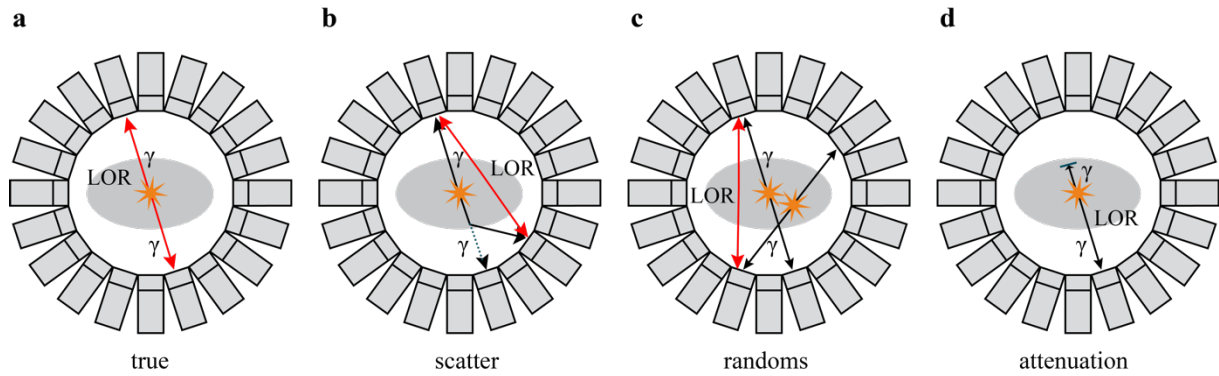 a b c d
γ
LOR
γ
γ
LOR
γ
γ
LOR
γ
γ
LOR
γ
true scatter randoms attenuation